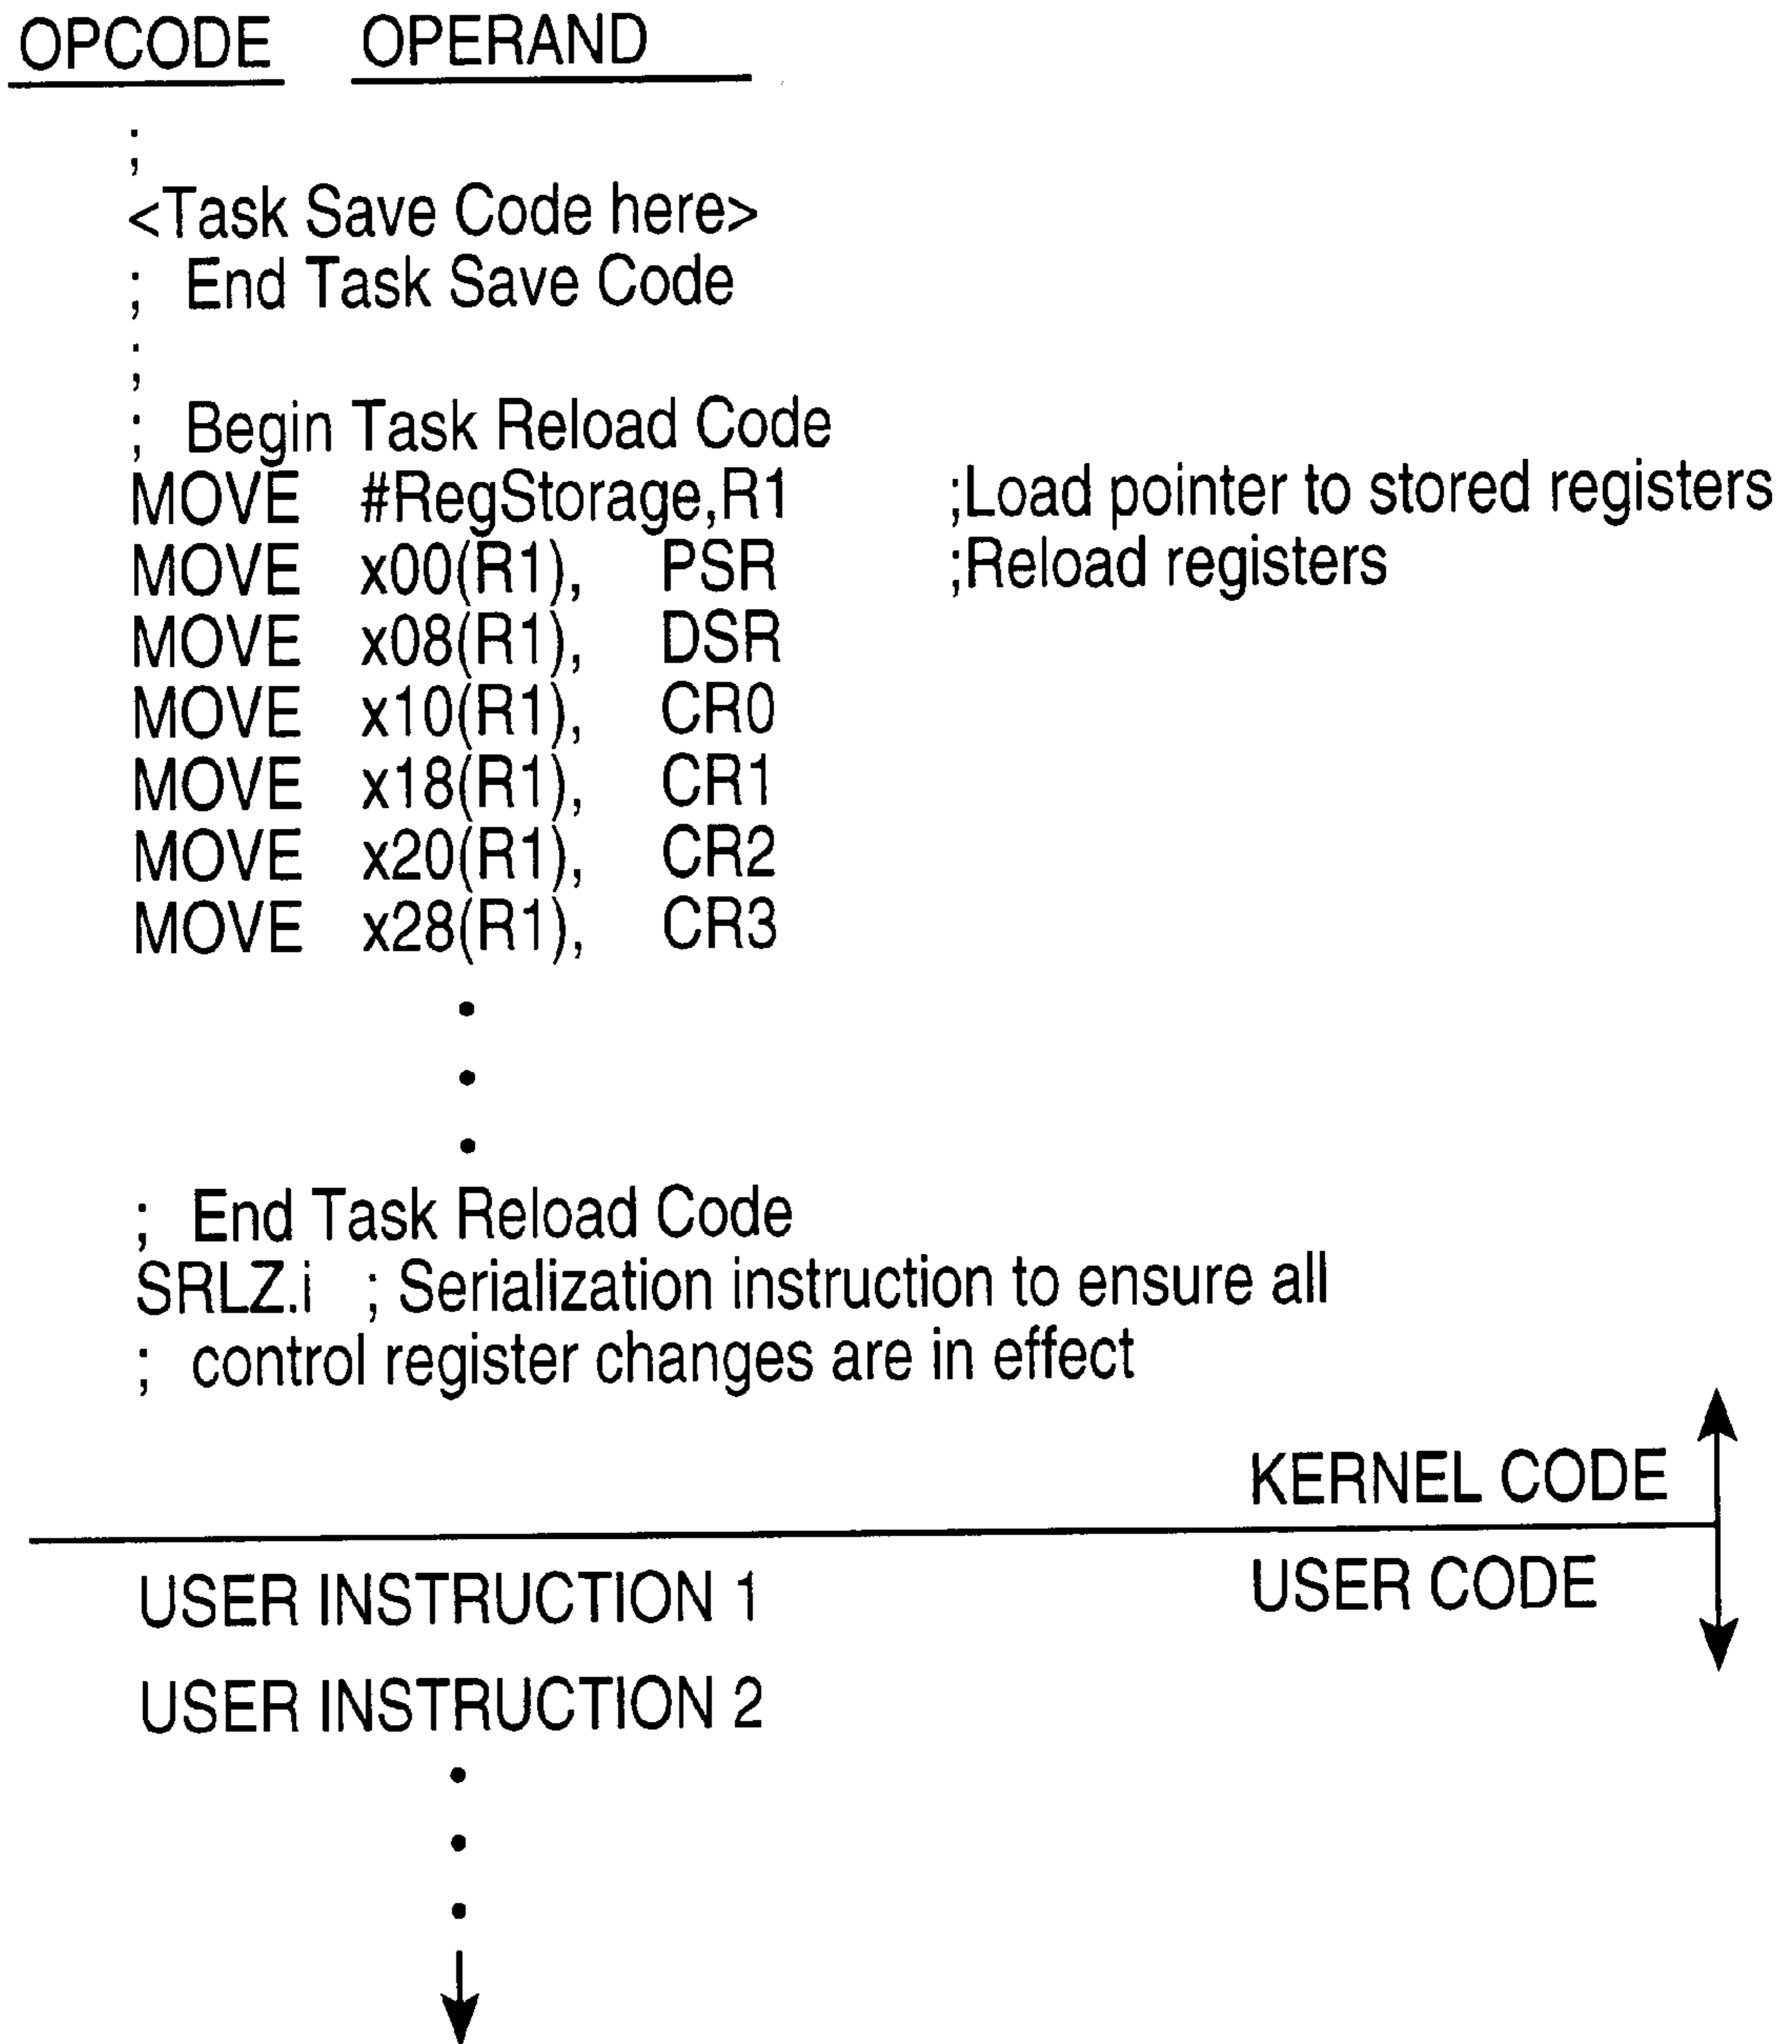 OPCODE OPERAND
;
<Task Save Code here>
; End Task Save Code
;
; Begin Task Reload Code
MOVE #RegStorage,R1 ;Load pointer to stored registers
MOVE x00(R1), PSR ;Reload registers
MOVE x08(R1), DSR
MOVE x10(R1), CR0
MOVE x18(R1), CR1
MOVE x20(R1), CR2
MOVE x28(R1), CR3
; End Task Reload Code
SRLZ.i ; Serialization instruction to ensure all
; control register changes are in effect
KERNEL CODE
USER INSTRUCTION 1 USER CODE
USER INSTRUCTION 2